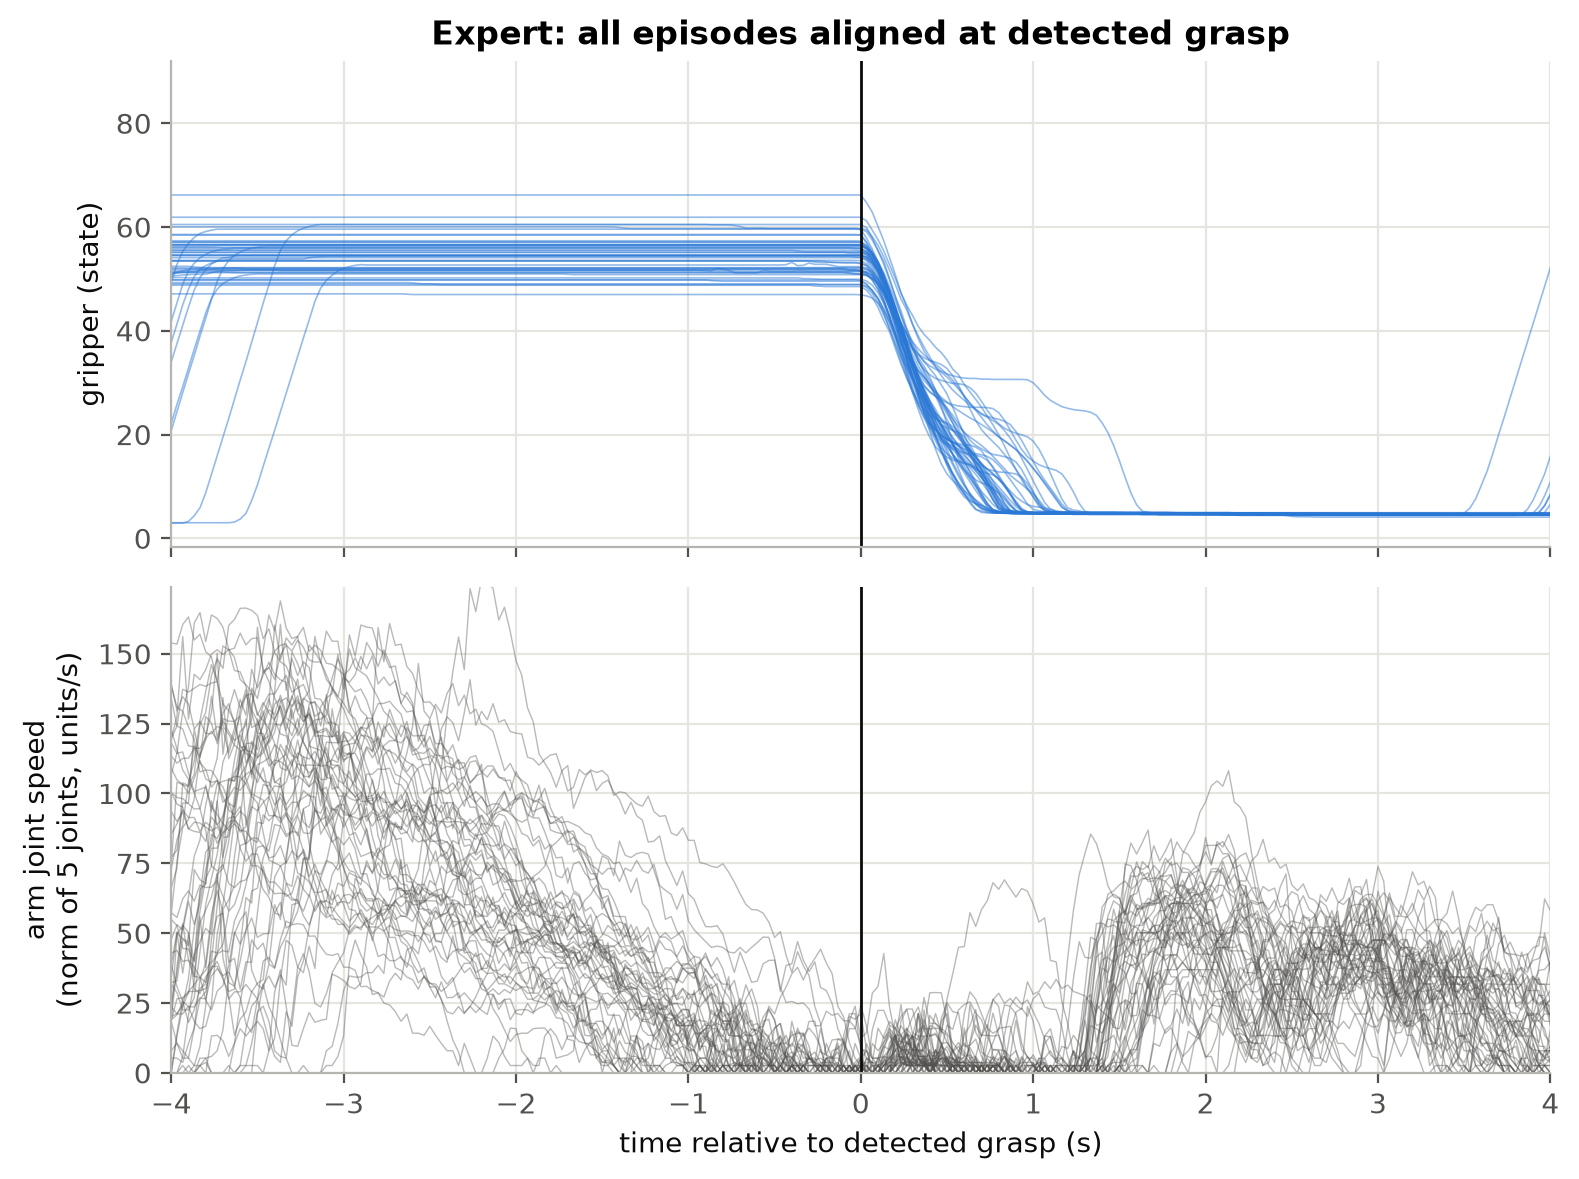 Expert: all episodes aligned at detected grasp
80
60
40
20
0
gripper (state)
150
125
100
75
50
25
0
arm joint speed
(norm of 5 joints, units/s)
−4 −3 −2 −1 0 1 2 3 4
time relative to detected grasp (s)